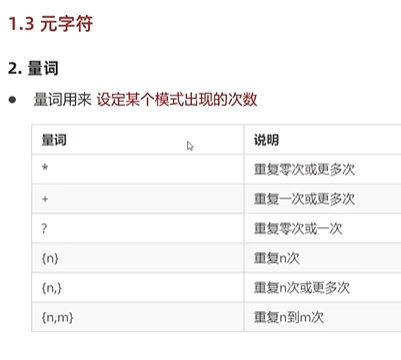 1.3 元字符
2. 量词
● 量词用来 设定某个模式出现的次数
量词 说明
* 重复零次或更多次
+ 重复一次或更多次
? 重复零次或一次
{n} 重复n次
{n,} 重复n次或更多次
{n,m} 重复n到m次